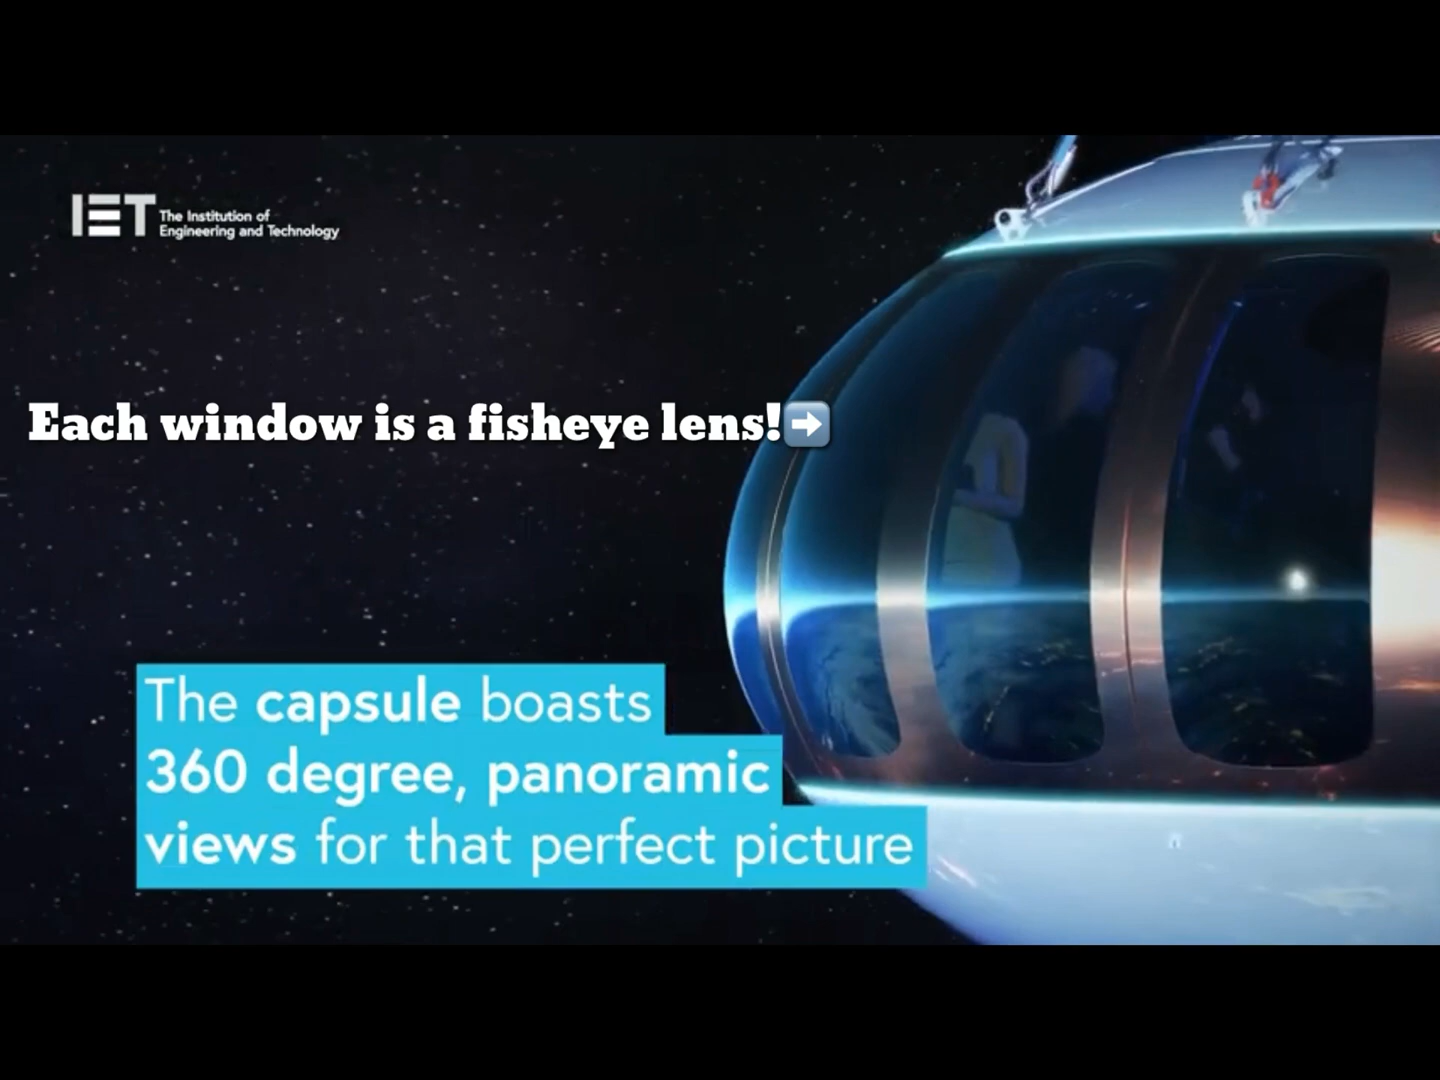 IET The Institution of
Engineering and Technology
Each window is a fisheye lens!➡️
The capsule boasts
360 degree, panoramic
views for that perfect picture